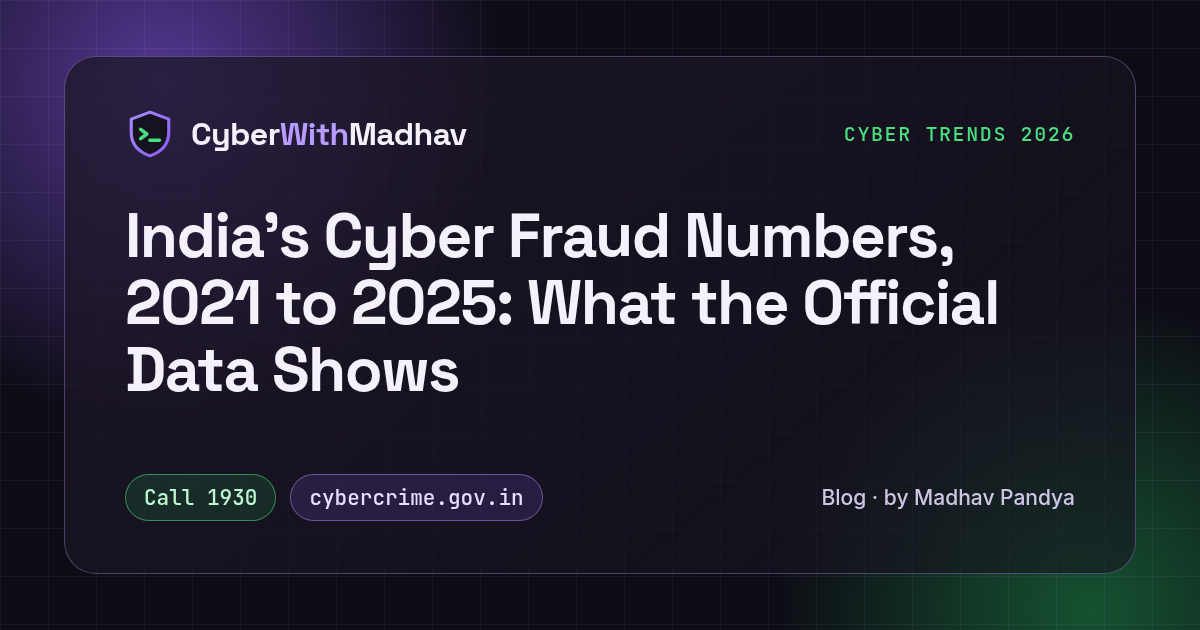 CyberWithMadhav
CYBER TRENDS 2026
India’s Cyber Fraud Numbers,
2021 to 2025: What the Official
Data Shows
Call 1930
cybercrime.gov.in
Blog · by Madhav Pandya